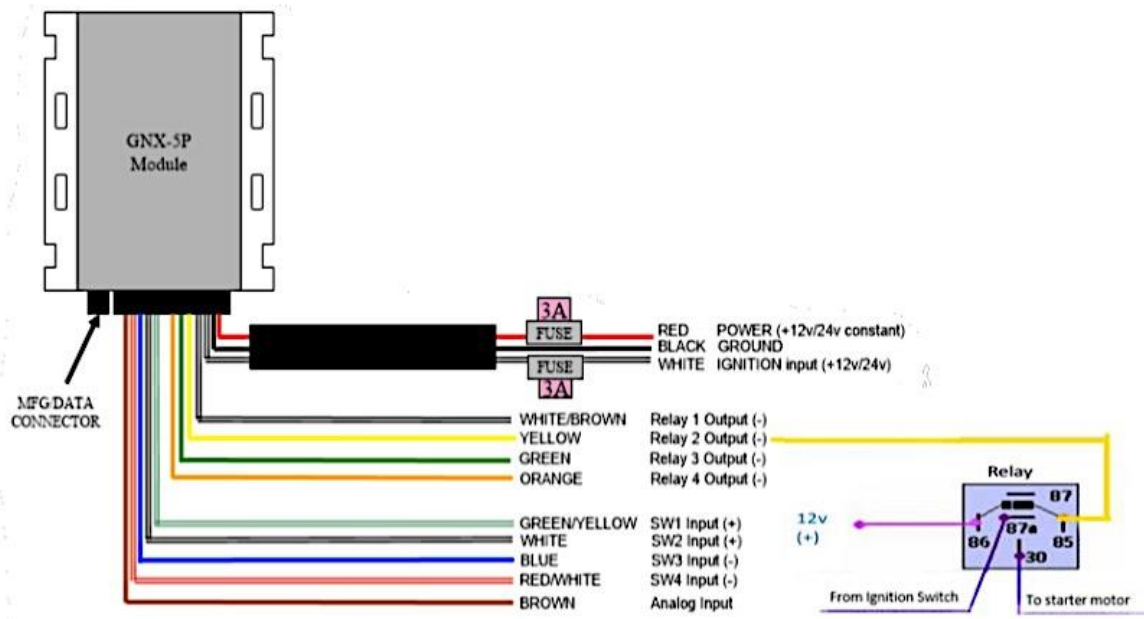 GNX-5P
Module
MFG/DATA
CONNECTOR
3A
FUSE
RED POWER (+12v/24v constant)
BLACK GROUND
WHITE IGNITION input (+12v/24v)
FUSE
3A
WHITE/BROWN Relay 1 Output (-)
YELLOW Relay 2 Output (-)
GREEN Relay 3 Output (-)
ORANGE Relay 4 Output (-)
GREEN/YELLOW SW1 Input (+)
WHITE SW2 Input (+)
BLUE SW3 Input (-)
RED/WHITE SW4 Input (-)
BROWN Analog Input
Relay
87
12v
(+)
86 87a 85
30
From Ignition Switch
To starter motor